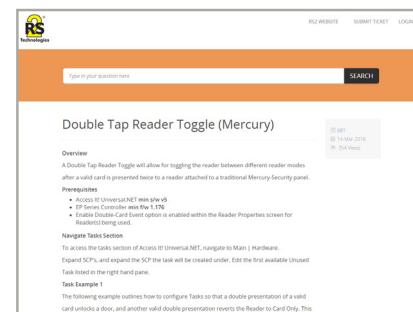 RS2
Technologies
RS2 WEBSITE SUBMIT TICKET LOGIN
Type in your question here
SEARCH
Double Tap Reader Toggle (Mercury)
681
14-Mar-2018
354 Views
Overview
A Double Tap Reader Toggle will allow for toggling the reader between different reader modes
after a valid card is presented twice to a reader attached to a traditional Mercury-Security panel.
Prerequisites
Access It! Universal.NET min s/w v5
EP Series Controller min f/w 1.176
Enable Double-Card Event option is enabled within the Reader Properties screen for
Reader(s) being used.
Navigate Tasks Section
To access the tasks section of Access It! Universal.NET, navigate to Main | Hardware.
Expand SCP's, and expand the SCP the task will be created under. Edit the first available Unused
Task listed in the right hand pane.
Task Example 1
The following example outlines how to configure Tasks so that a double presentation of a valid
card unlocks a door, and another valid double presentation reverts the Reader to Card Only. This